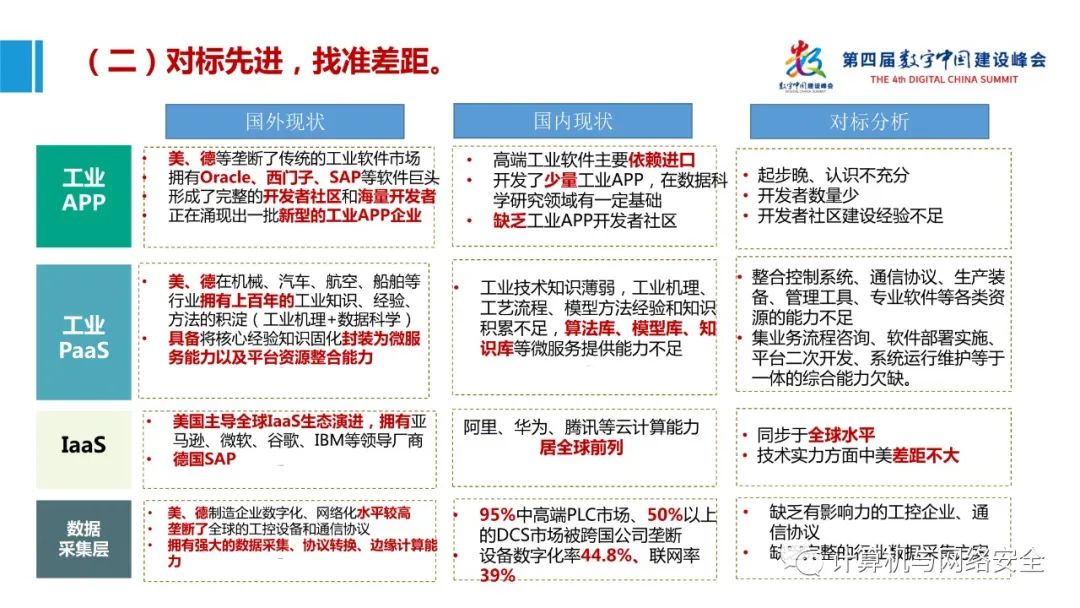 （二）对标先进，找准差距。
数字中国建设峰会
DIGITAL CHINA SUMMIT
第四届数字中国建设峰会
THE 4th DIGITAL CHINA SUMMIT
国外现状
国内现状
对标分析
工业
APP
• 美、德等垄断了传统的工业软件市场
• 拥有Oracle、西门子、SAP等软件巨头
• 形成了完整的开发者社区和海量开发者
• 正在涌现出一批新型的工业APP企业
• 高端工业软件主要依赖进口
• 开发了少量工业APP，在数据科
学研究领域有一定基础
• 缺乏工业APP开发者社区
• 起步晚、认识不充分
• 开发者数量少
• 开发者社区建设经验不足
工业
PaaS
• 美、德在机械、汽车、航空、船舶等
行业拥有上百年的工业知识、经验、
方法的积淀（工业机理+数据科学）
• 具备将核心经验知识固化封装为微服
务能力以及平台资源整合能力
• 工业技术知识薄弱，工业机理、
工艺流程、模型方法经验和知识
积累不足，算法库、模型库、知
识库等微服务提供能力不足
• 整合控制系统、通信协议、生产装
备、管理工具、专业软件等各类资
源的能力不足
• 集业务流程咨询、软件部署实施、
平台二次开发、系统运行维护等于
一体的综合能力欠缺。
IaaS
• 美国主导全球IaaS生态演进，拥有亚
马逊、微软、谷歌、IBM等领导厂商
• 德国SAP
阿里、华为、腾讯等云计算能力
居全球前列
• 同步于全球水平
• 技术实力方面中美差距不大
数据
采集层
• 美、德制造企业数字化、网络化水平较高
• 垄断了全球的工控设备和通信协议
• 拥有强大的数据采集、协议转换、边缘计算能
力
• 95%中高端PLC市场、50%以上
的DCS市场被跨国公司垄断
• 设备数字化率44.8%、联网率
39%
• 缺乏有影响力的工控企业、通
信协议
• 缺乏完整的行业数据采集方案
计算机与网络安全